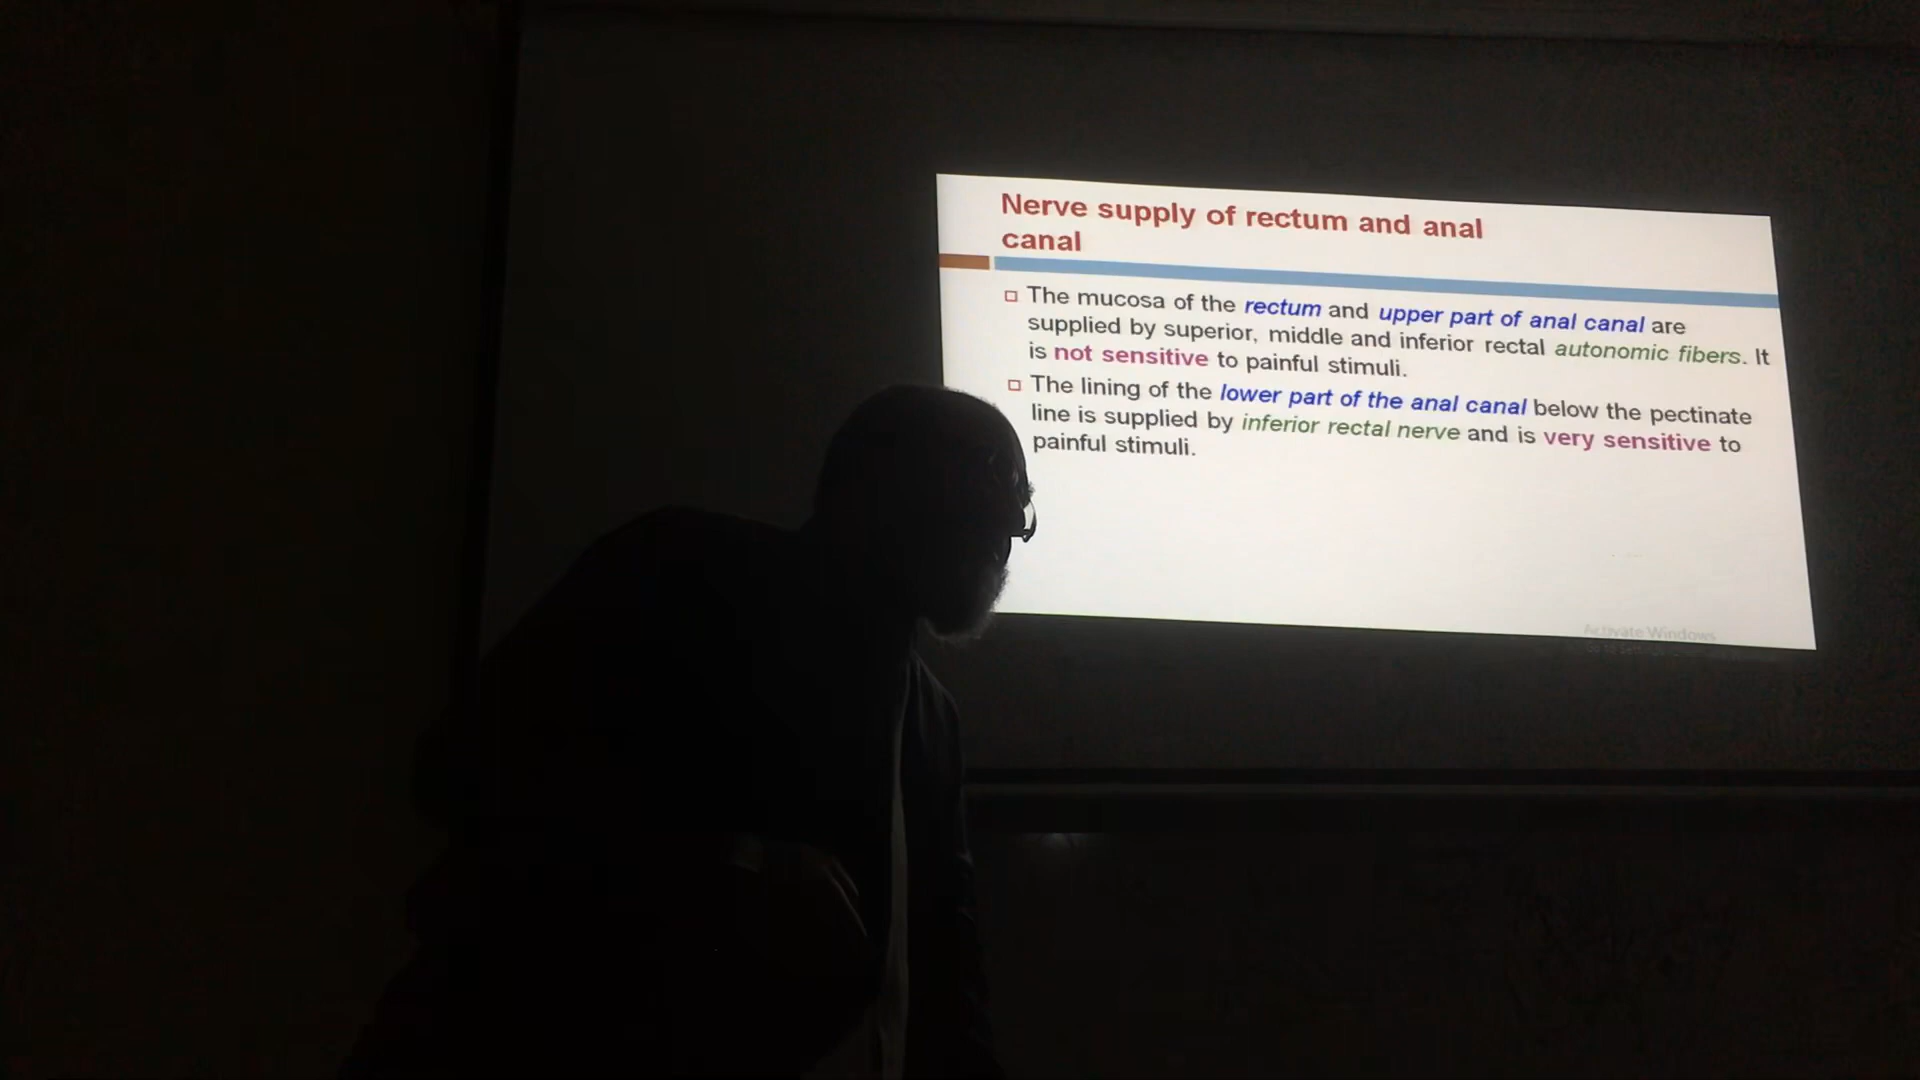 Nerve supply of rectum and anal
canal
The mucosa of the rectum and upper part of anal canal are
supplied by superior, middle and inferior rectal autonomic fibers. It
is not sensitive to painful stimuli.
The lining of the lower part of the anal canal below the pectinate
line is supplied by inferior rectal nerve and is very sensitive to
painful stimuli.
Activate Windows